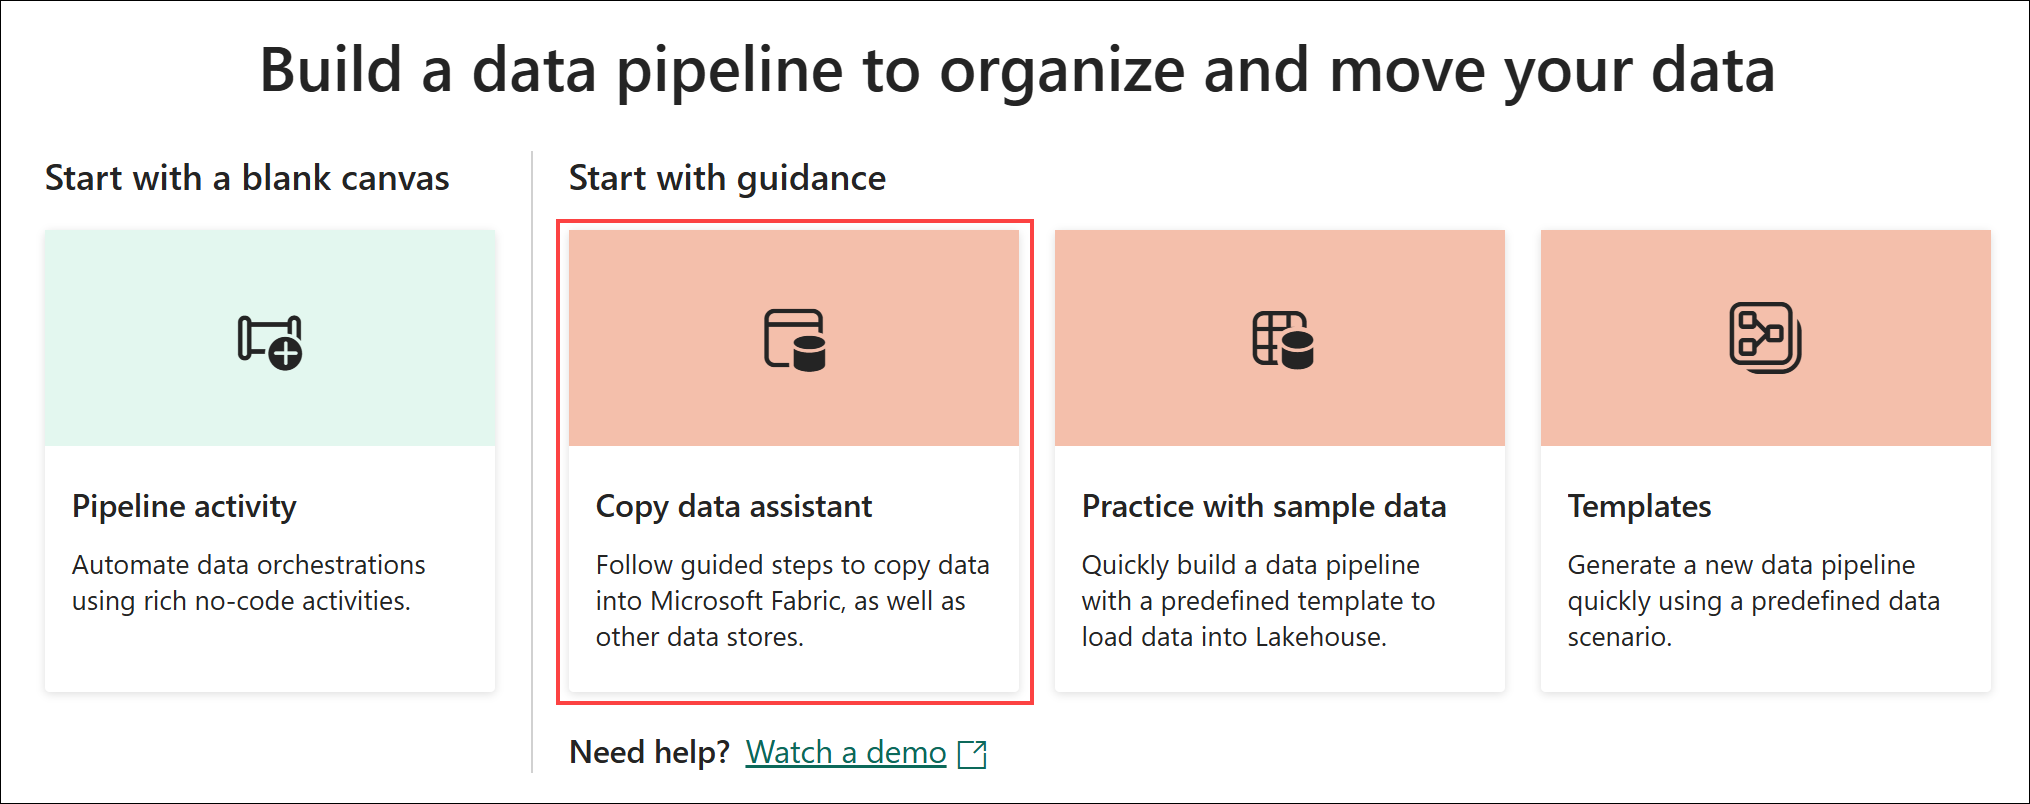 Build a data pipeline to organize and move your data
Start with a blank canvas
Pipeline activity
Automate data orchestrations
using rich no-code activities.
Start with guidance
Copy data assistant
Follow guided steps to copy data
into Microsoft Fabric, as well as
other data stores.
Practice with sample data
Quickly build a data pipeline
with a predefined template to
load data into Lakehouse.
Templates
Generate a new data pipeline
quickly using a predefined data
scenario.
Need help? Watch a demo